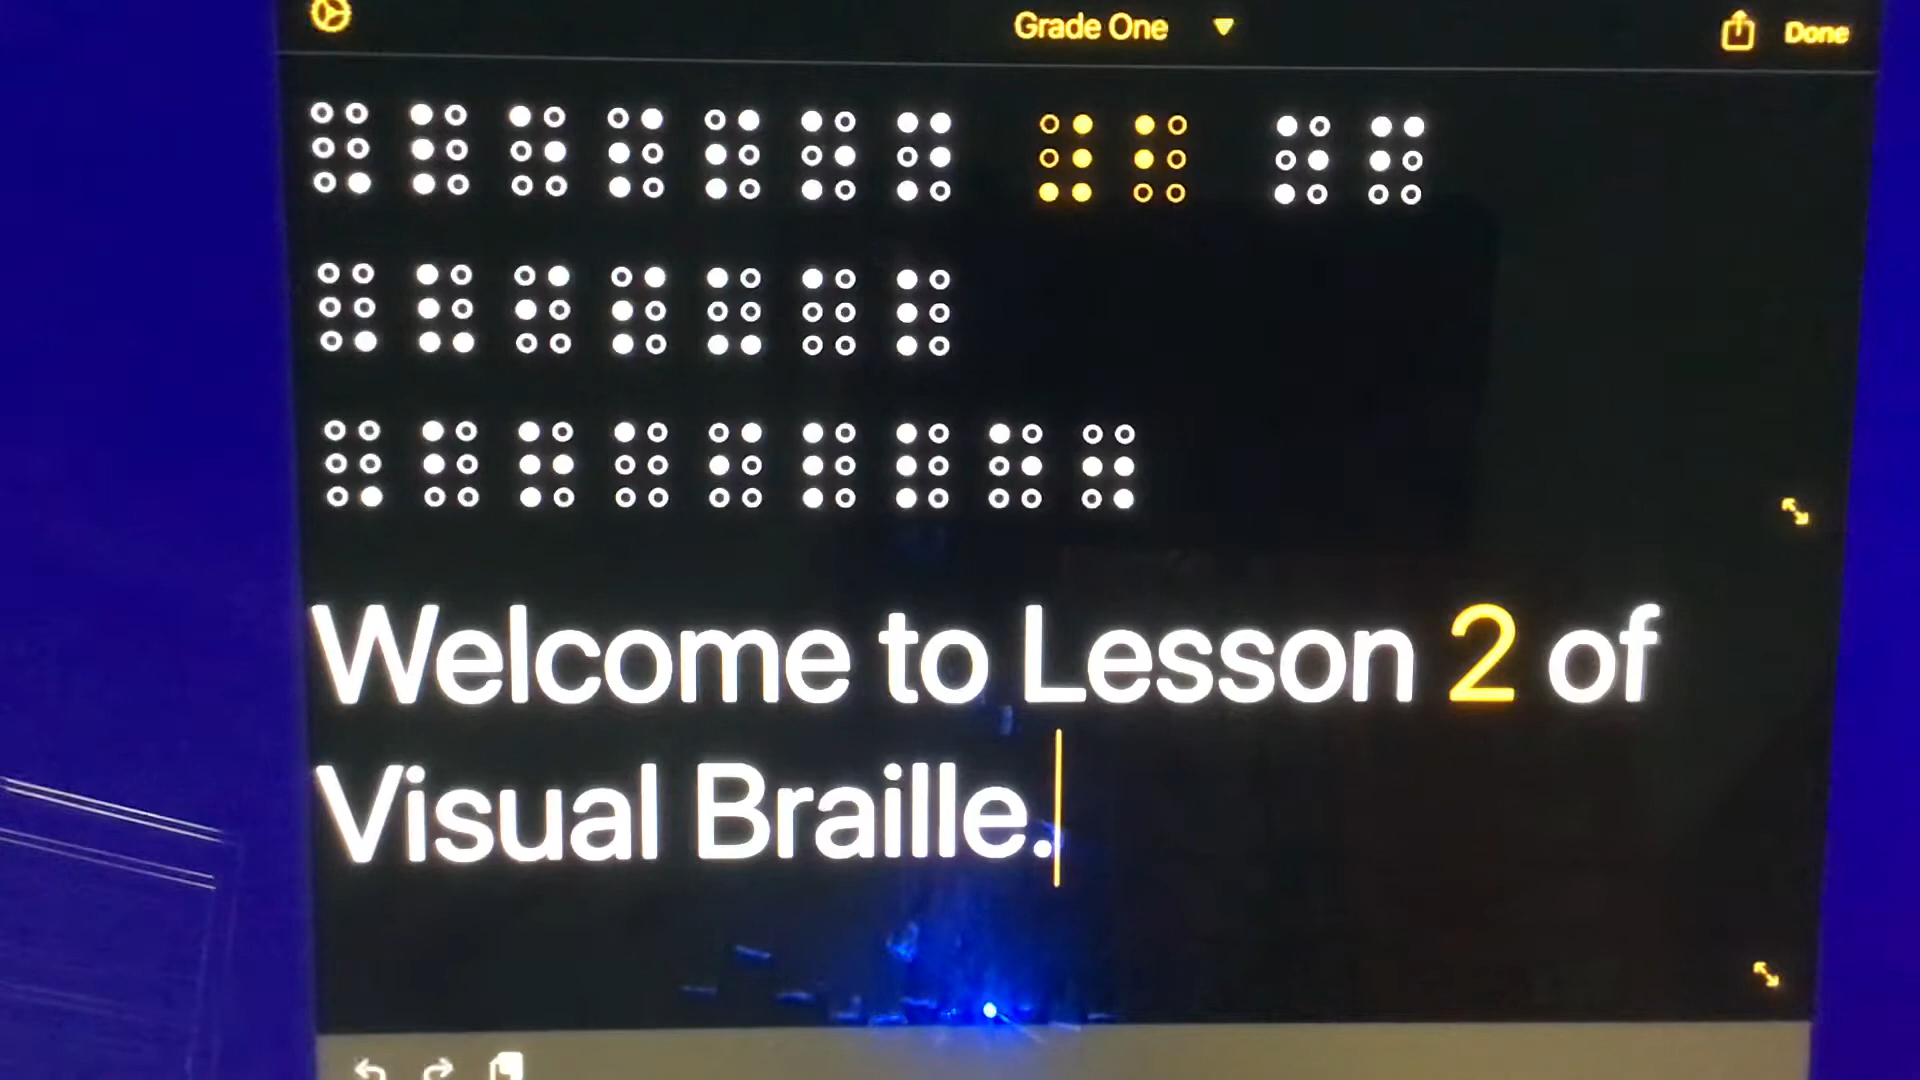 Grade One ▼ Done
⠠⠇⠑⠎⠎⠕⠝ ⠼⠃ ⠕⠋
⠠⠧⠊⠎⠥⠁⠇
⠠⠃⠗⠁⠊⠇⠇⠑⠲
Welcome to Lesson 2 of
Visual Braille.